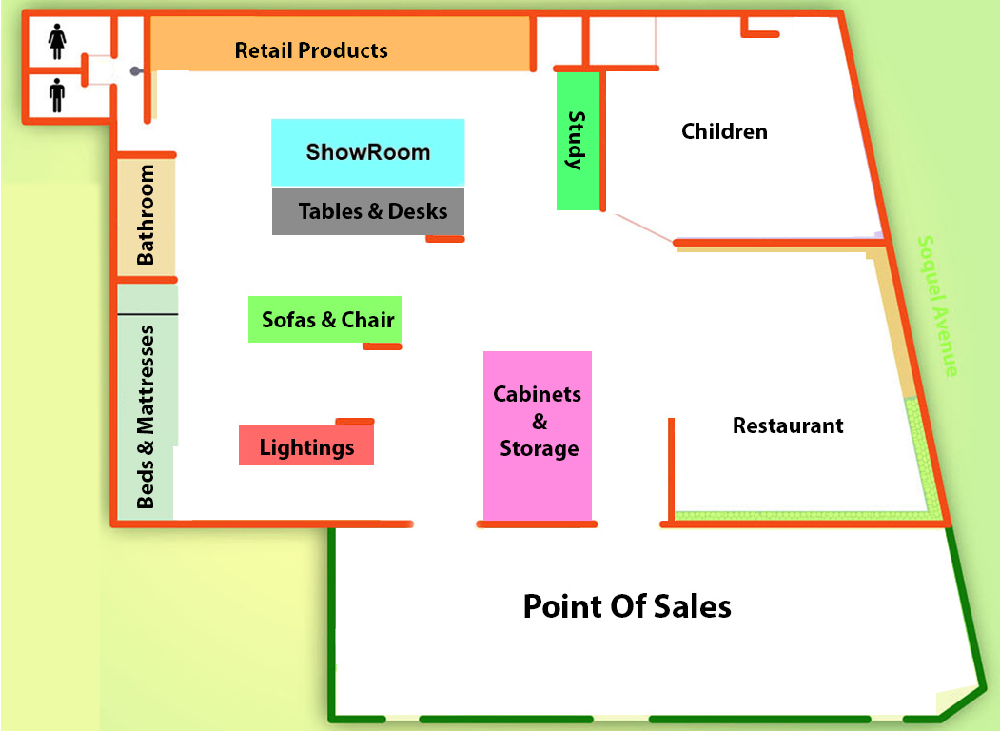 Retail Products
Study
Children
ShowRoom
Tables & Desks
Bathroom
Sofas & Chair
Soquel Avenue
Beds & Mattresses
Cabinets
&
Storage
Restaurant
Lightings
Point Of Sales